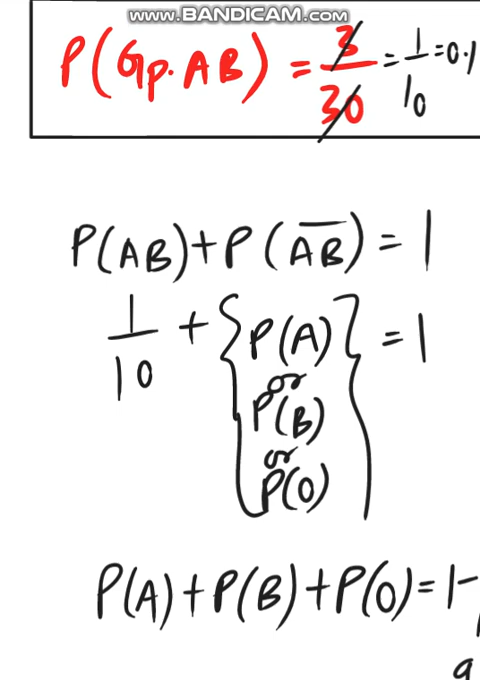 www.BANDICAM.com
P(Gp.AB) = 3/30 = 1/10 = 0.1
P(AB)+P(A̅B̅) = 1
1/10 + {P(A) or P(B) or P(O)} = 1
P(A)+P(B)+P(O)=1-
9